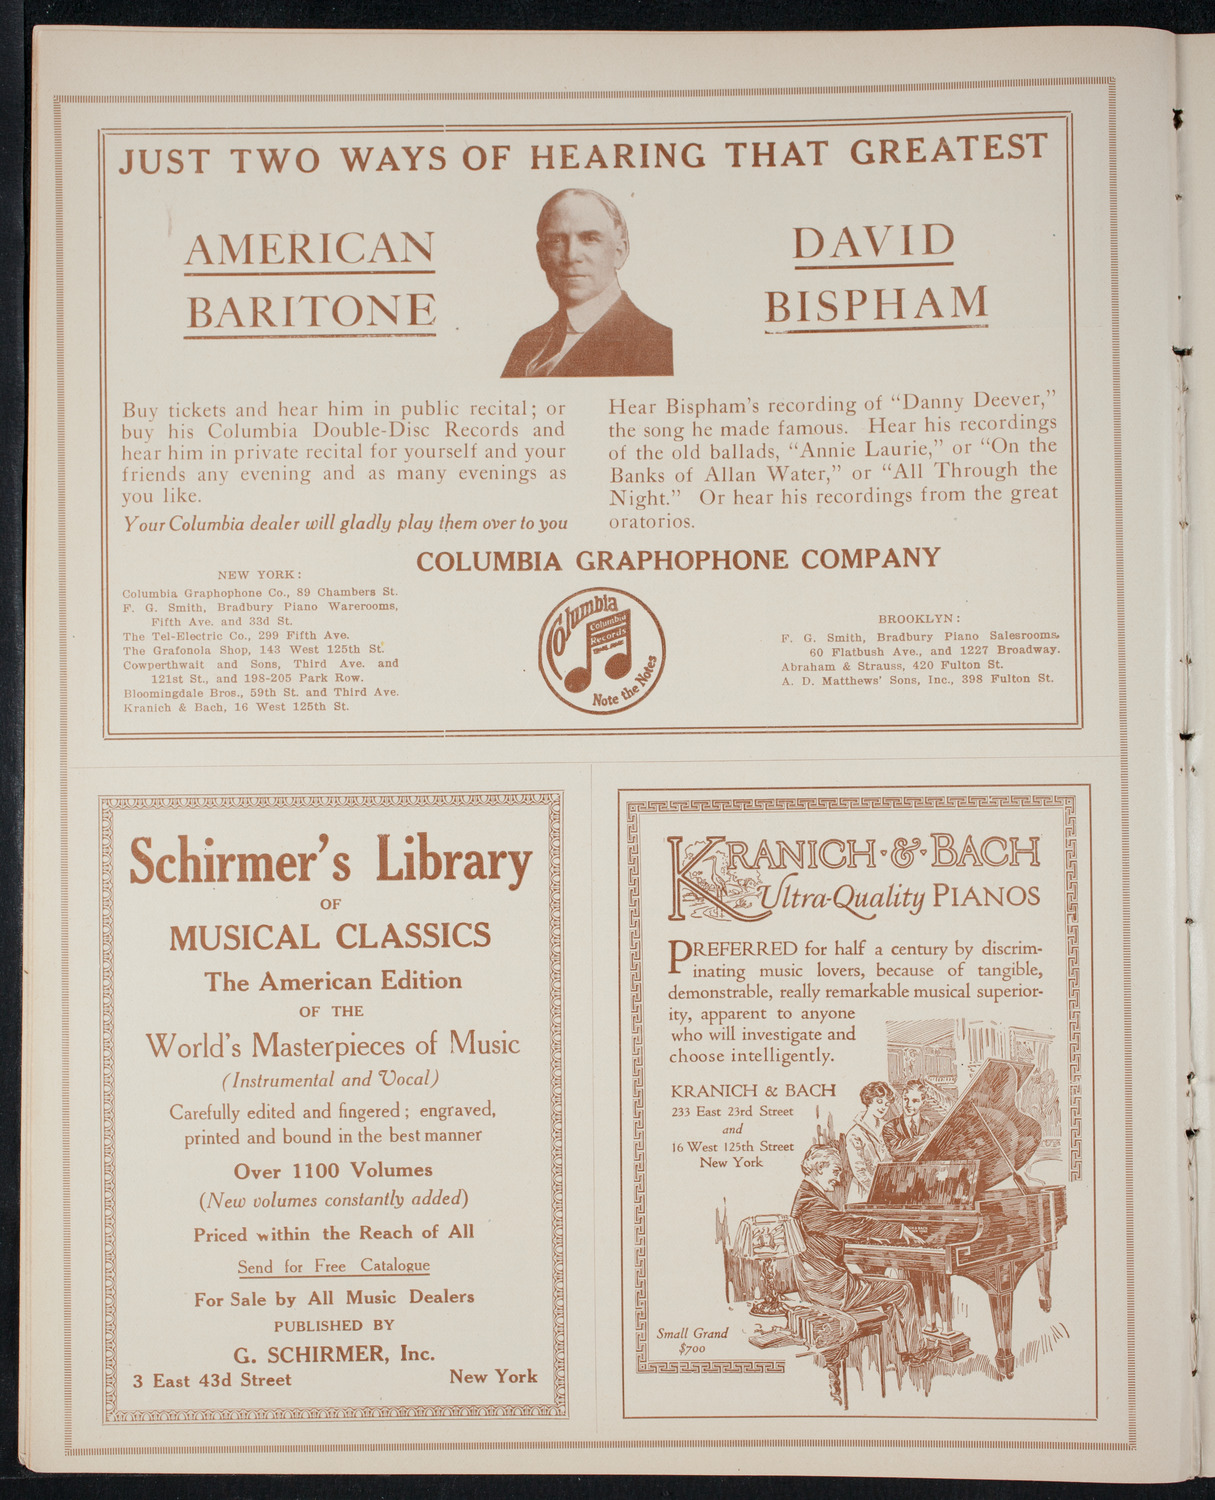 JUST TWO WAYS OF HEARING THAT GREATEST
AMERICAN
BARITONE
DAVID
BISPHAM
Buy tickets and hear him in public recital; or
buy his Columbia Double-Disc Records and
hear him in private recital for yourself and your
friends any evening and as many evenings as
you like.
Your Columbia dealer will gladly play them over to you
Hear Bispham's recording of "Danny Deever,"
the song he made famous. Hear his recordings
of the old ballads, "Annie Laurie," or "On the
Banks of Allan Water," or "All Through the
Night." Or hear his recordings from the great
oratorios.
COLUMBIA GRAPHOPHONE COMPANY
NEW YORK:
Columbia Graphophone Co., 89 Chambers St.
F. G. Smith, Bradbury Piano Warerooms,
Fifth Ave. and 33d St.
The Tel-Electric Co., 299 Fifth Ave.
The Grafonola Shop, 143 West 125th St.
Cowperthwait and Sons, Third Ave. and
121st St., and 198-205 Park Row.
Bloomingdale Bros., 59th St. and Third Ave.
Kranich & Bach, 16 West 125th St.
Columbia
Columbia
Records
Note the Notes
BROOKLYN:
F. G. Smith, Bradbury Piano Salesrooms,
60 Flatbush Ave., and 1227 Broadway.
Abraham & Strauss, 420 Fulton St.
A. D. Matthews' Sons, Inc., 398 Fulton St.
Schirmer's Library
OF
MUSICAL CLASSICS
The American Edition
OF THE
World's Masterpieces of Music
(Instrumental and Vocal)
Carefully edited and fingered; engraved,
printed and bound in the best manner
Over 1100 Volumes
(New volumes constantly added)
Priced within the Reach of All
Send for Free Catalogue
For Sale by All Music Dealers
PUBLISHED BY
G. SCHIRMER, Inc.
3 East 43d Street New York
KRANICH·&·BACH
Ultra-Quality PIANOS
PREFERRED for half a century by discrim-
inating music lovers, because of tangible,
demonstrable, really remarkable musical superior-
ity, apparent to anyone
who will investigate and
choose intelligently.
KRANICH & BACH
233 East 23rd Street
and
16 West 125th Street
New York
Small Grand
$700